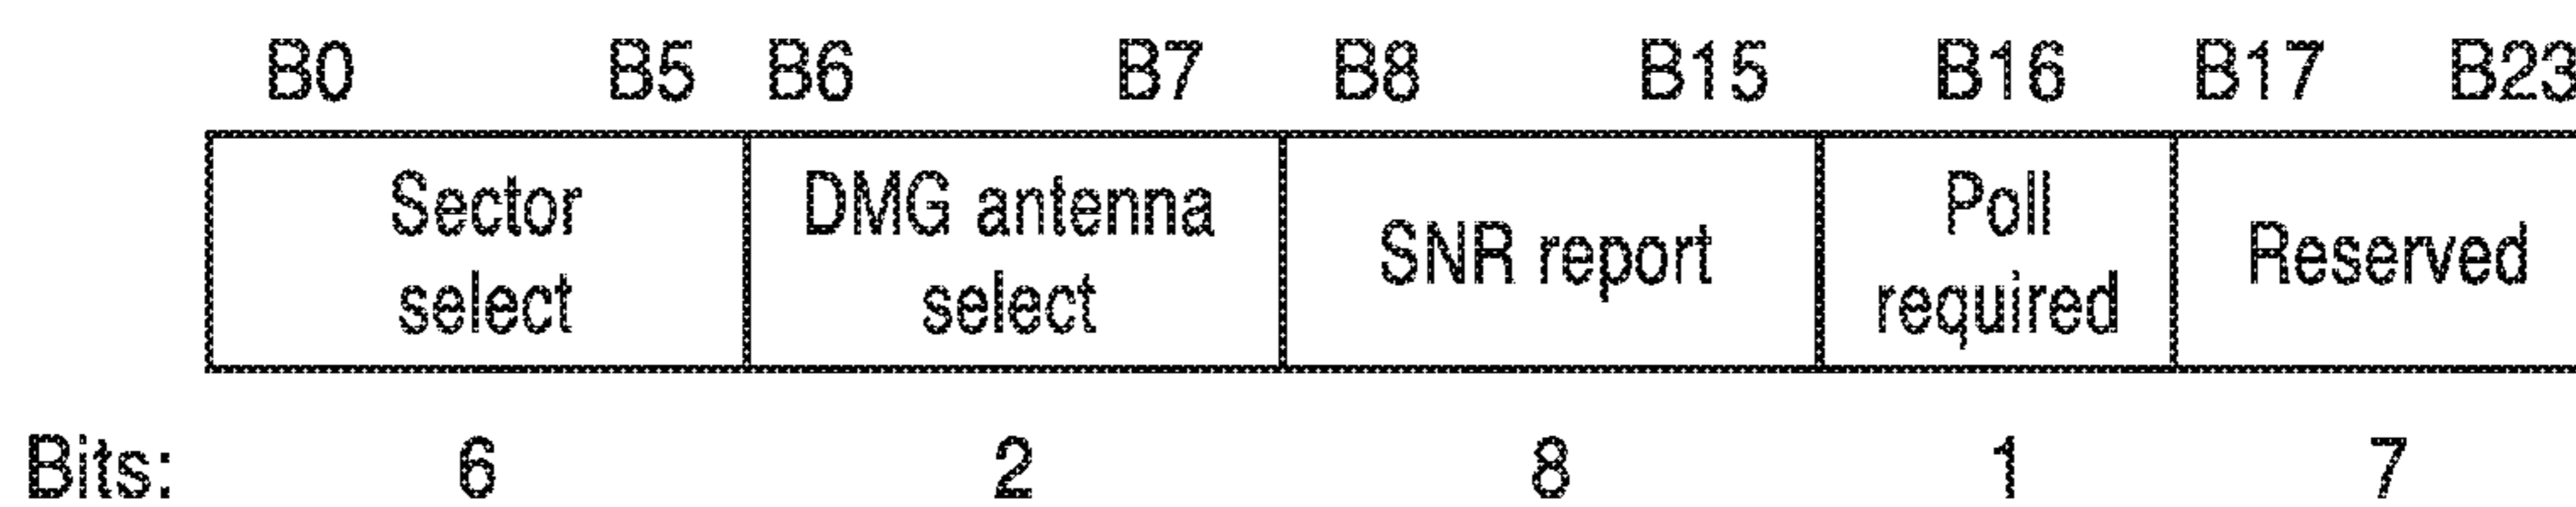 B0 B5 B6 B7 B8 B15 B16 B17 B23
Sector select
DMG antenna select
SNR report
Poll required
Reserved
Bits: 6 2 8 1 7